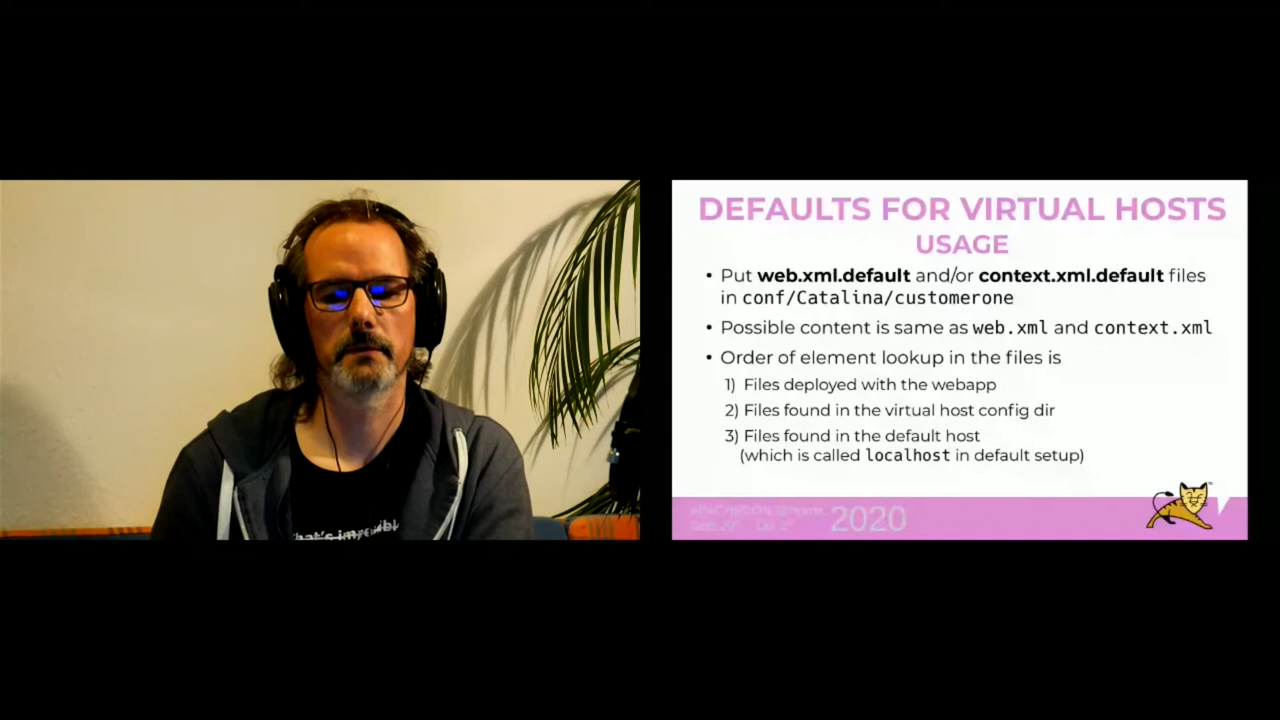 DEFAULTS FOR VIRTUAL HOSTS
USAGE
• Put web.xml.default and/or context.xml.default files
in conf/Catalina/customerone
• Possible content is same as web.xml and context.xml
• Order of element lookup in the files is
1) Files deployed with the webapp
2) Files found in the virtual host config dir
3) Files found in the default host
(which is called localhost in default setup)
2020
that's impossibl